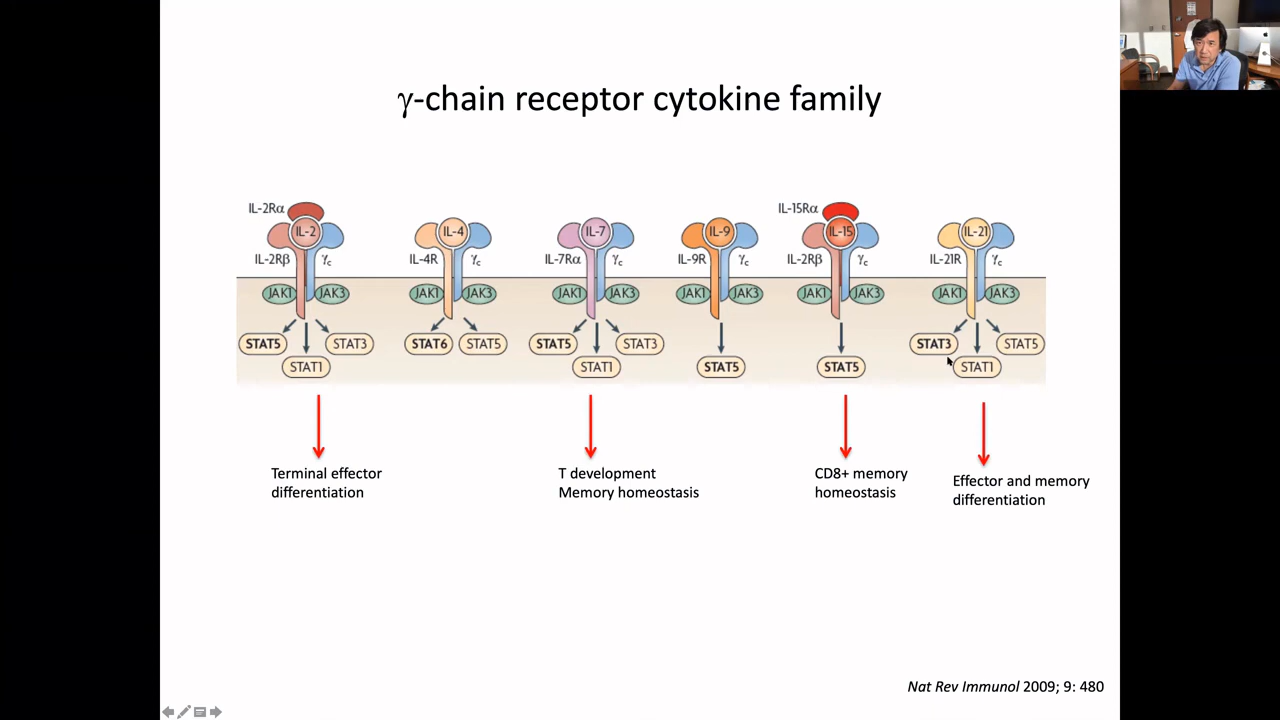 γ-chain receptor cytokine family
IL-2Rα
IL-2
IL-2Rβ
γc
JAK1
JAK3
STAT5
STAT3
STAT1
IL-4
IL-4R
γc
JAK1
JAK3
STAT6
STAT5
IL-7
IL-7Rα
γc
JAK1
JAK3
STAT5
STAT3
STAT1
IL-9
IL-9R
γc
JAK1
JAK3
STAT5
IL-15Rα
IL-15
IL-2Rβ
γc
JAK1
JAK3
STAT5
IL-21
IL-21R
γc
JAK1
JAK3
STAT3
STAT5
STAT1
Terminal effector
differentiation
T development
Memory homeostasis
CD8+ memory
homeostasis
Effector and memory
differentiation
Nat Rev Immunol 2009; 9: 480